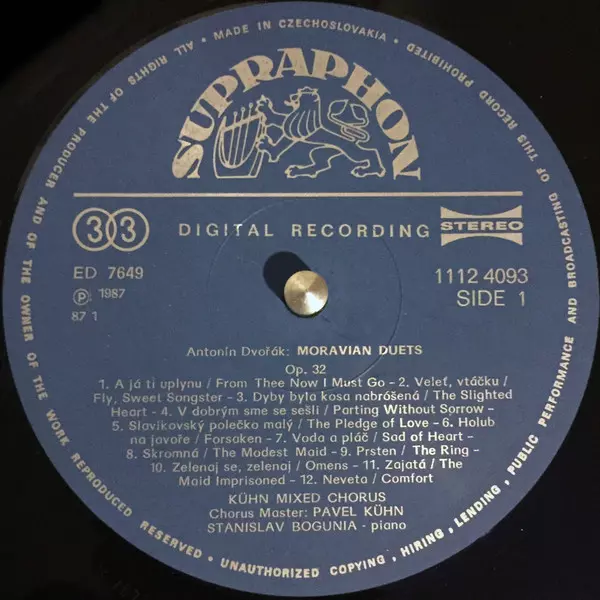 ALL RIGHTS OF THE PRODUCER AND OF THE OWNER OF THE WORK REPRODUCED RESERVED • UNAUTHORIZED COPYING, HIRING, LENDING, PUBLIC PERFORMANCE AND BROADCASTING OF THIS RECORD PROHIBITED • MADE IN CZECHOSLOVAKIA •
SUPRAPHON
33 DIGITAL RECORDING STEREO
ED 7649 1112 4093
Ⓟ 1987 SIDE 1
87 1
Antonín Dvořák: MORAVIAN DUETS
Op. 32
1. A já ti uplynu / From Thee Now I Must Go – 2. Veleť, vtáčku /
Fly, Sweet Sangster – 3. Dyby byla kosa nabróšená / The Slighted
Heart – 4. V dobrým sme se sešli / Parting Without Sorrow –
5. Slavíkovský polečko malý / The Pledge of Love – 6. Holub
na javoře / Forsaken – 7. Voda a pláč / Sad of Heart –
8. Skromná / The Modest Maid – 9. Prsten / The Ring –
10. Zelenaj se, zelenaj / Omens – 11. Zajatá / The
Maid Imprisoned – 12. Neveta / Comfort
KÜHN MIXED CHORUS
Chorus Master: PAVEL KÜHN
STANISLAV BOGUNIA - piano